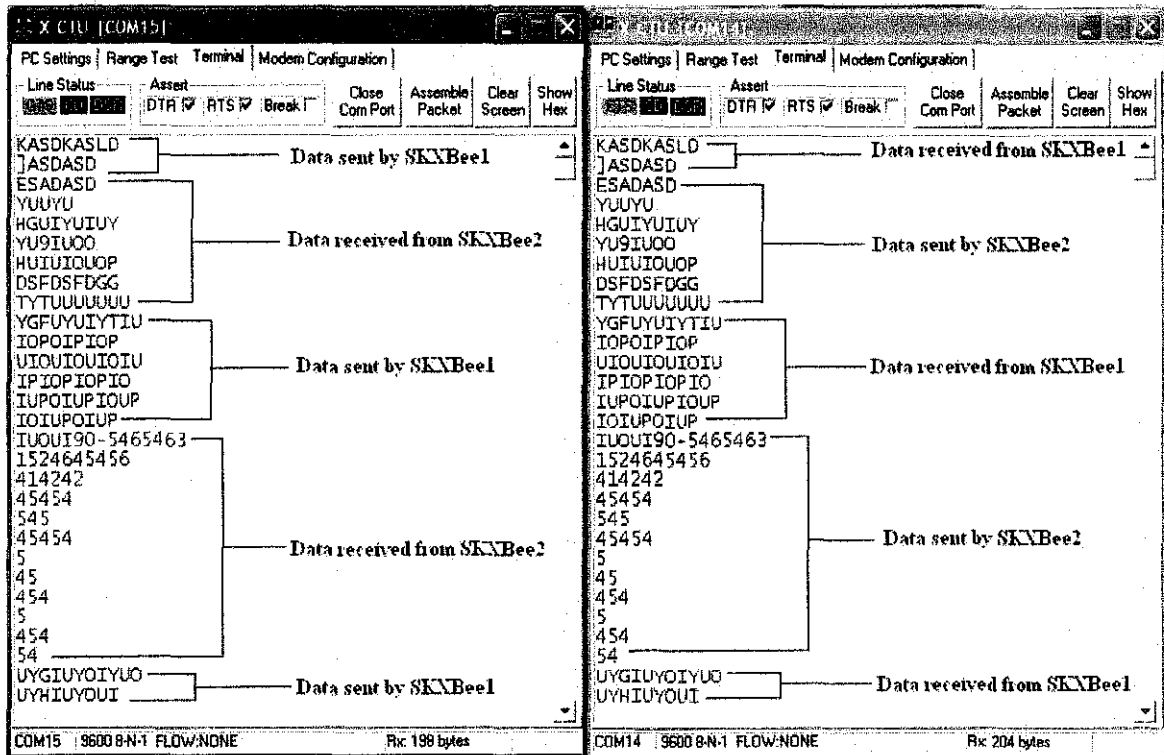 X-CTU [COM15]
PC Settings Range Test Terminal Modem Configuration
Line Status
Assert
DTR RTS Break
Close Com Port
Assemble Packet
Clear Screen
Show Hex
KASDKASLD
]ASDASD
Data sent by SKXBee1
ESADASD
YUUYU
HGUIYUIUY
YU9IUOO
HUIUIOUOP
DSFDSFDGG
TYTUUUUUUU
Data received from SKXBee2
YGFUYUIYTIU
IOPOIPIOP
UIOUIOUIOIU
IPIOPIOPIO
IUPOIUPIOUP
IOIUPOIUP
Data sent by SKXBee1
IUOUI90-5465463
1524645456
414242
45454
545
45454
5
45
454
5
454
54
Data received from SKXBee2
UYGIUYOIYUO
UYHIUYOUI
Data sent by SKXBee1
COM15 9600 8-N-1 FLOW:NONE Rx: 198 bytes
X-CTU [COM14]
PC Settings Range Test Terminal Modem Configuration
Line Status
Assert
DTR RTS Break
Close Com Port
Assemble Packet
Clear Screen
Show Hex
KASDKASLD
]ASDASD
Data received from SKXBee1
ESADASD
YUUYU
HGUIYUIUY
YU9IUOO
HUIUIOUOP
DSFDSFDGG
TYTUUUUUUU
Data sent by SKXBee2
YGFUYUIYTIU
IOPOIPIOP
UIOUIOUIOIU
IPIOPIOPIO
IUPOIUPIOUP
IOIUPOIUP
Data received from SKXBee1
IUOUI90-5465463
1524645456
414242
45454
545
45454
5
45
454
5
454
54
Data sent by SKXBee2
UYGIUYOIYUO
UYHIUYOUI
Data received from SKXBee1
COM14 9600 8-N-1 FLOW:NONE Rx: 204 bytes